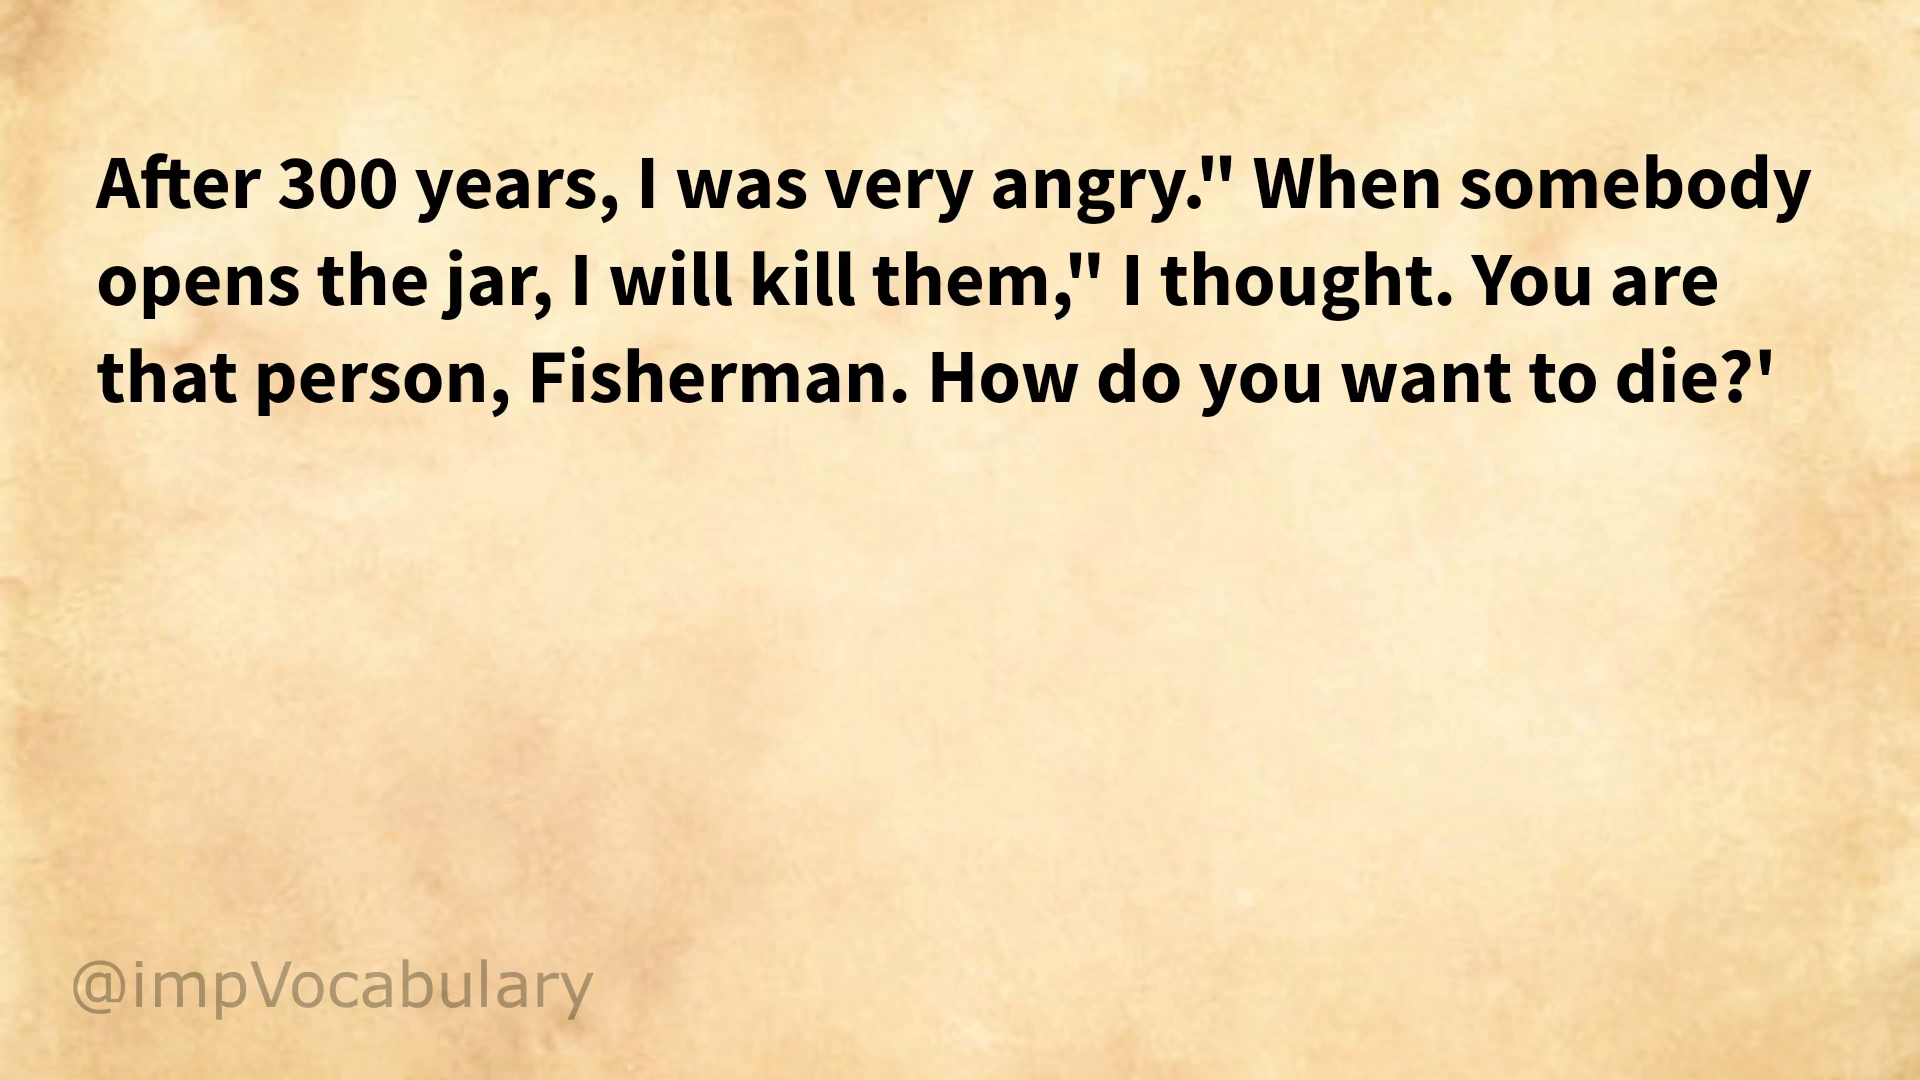 After 300 years, I was very angry." When somebody
opens the jar, I will kill them," I thought. You are
that person, Fisherman. How do you want to die?'
@impVocabulary